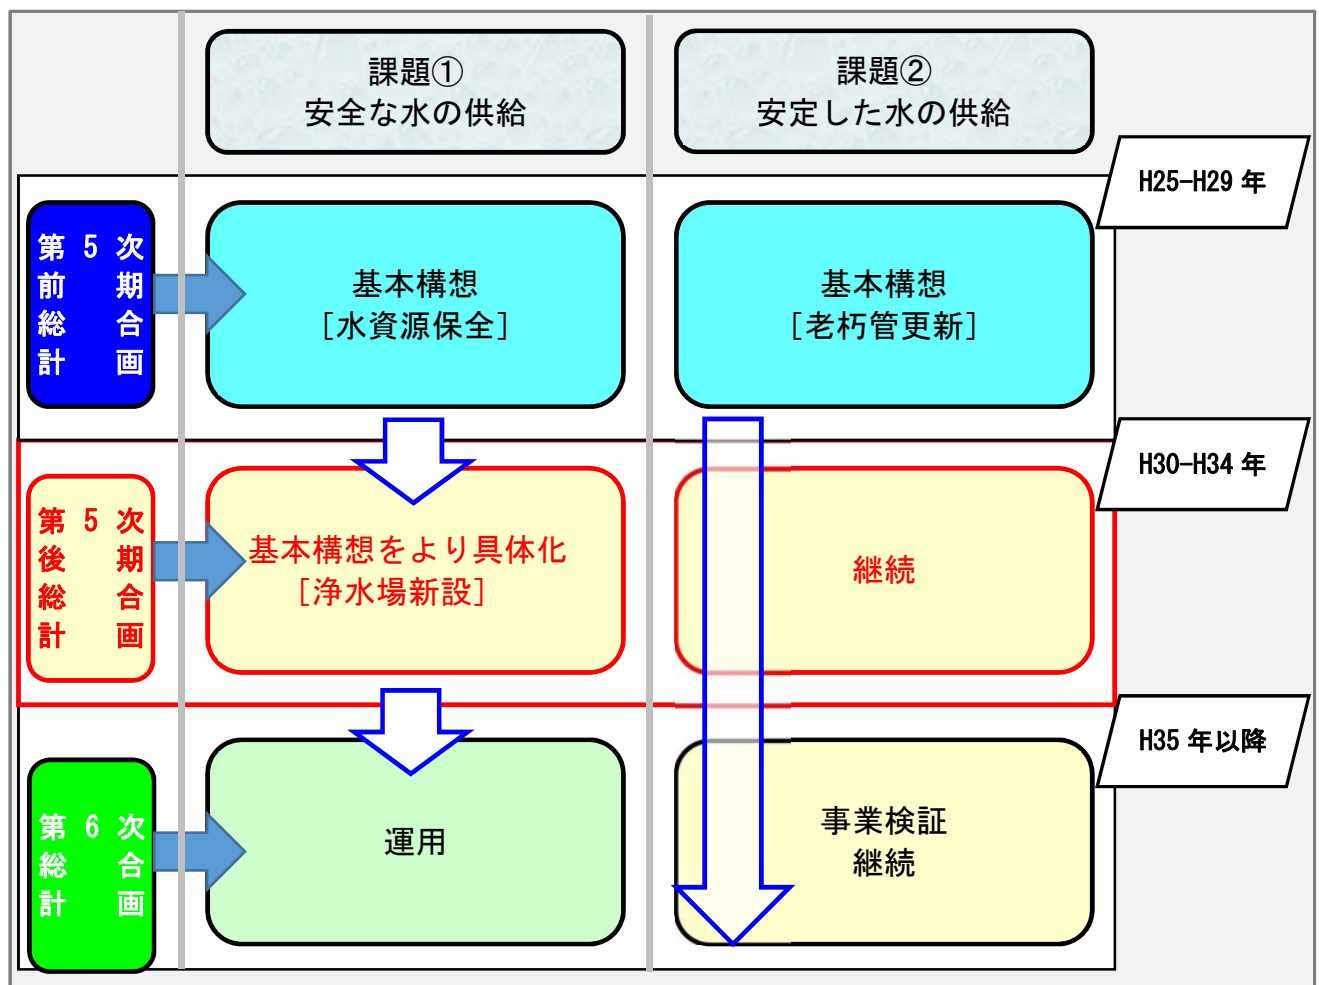 課題①
安全な水の供給
課題②
安定した水の供給
H25-H29 年
第 5 次
前 期
総 合
計 画
基本構想
［水資源保全］
基本構想
［老朽管更新］
H30-H34 年
第 5 次
後 期
総 合
計 画
基本構想をより具体化
［浄水場新設］
継続
H35 年以降
第 6 次
総 合
計 画
運用
事業検証
継続